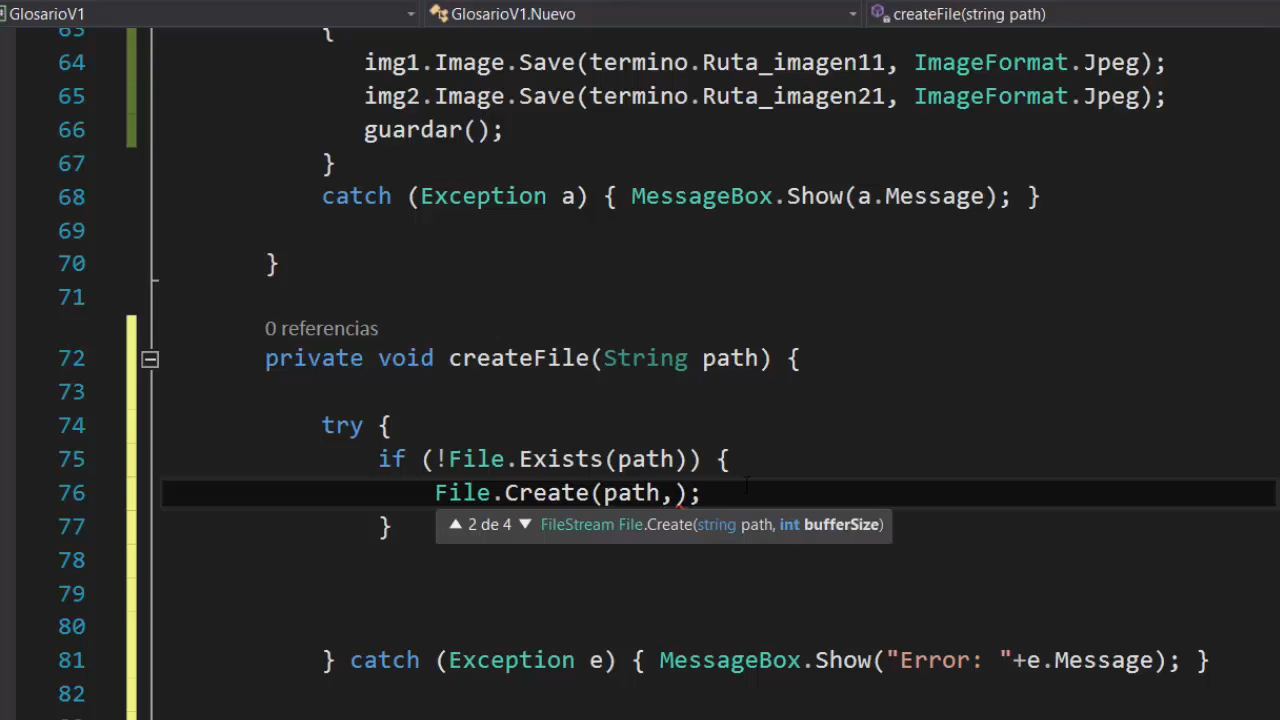 GlosarioV1 GlosarioV1.Nuevo createFile(string path)
63 {
64 img1.Image.Save(termino.Ruta_imagen11, ImageFormat.Jpeg);
65 img2.Image.Save(termino.Ruta_imagen21, ImageFormat.Jpeg);
66 guardar();
67 }
68 catch (Exception a) { MessageBox.Show(a.Message); }
69
70 }
71
0 referencias
72 private void createFile(String path) {
73
74 try {
75 if (!File.Exists(path)) {
76 File.Create(path,);
77 }
▲ 2 de 4 ▼ FileStream File.Create(string path, int bufferSize)
78
79
80
81 } catch (Exception e) { MessageBox.Show("Error: "+e.Message); }
82